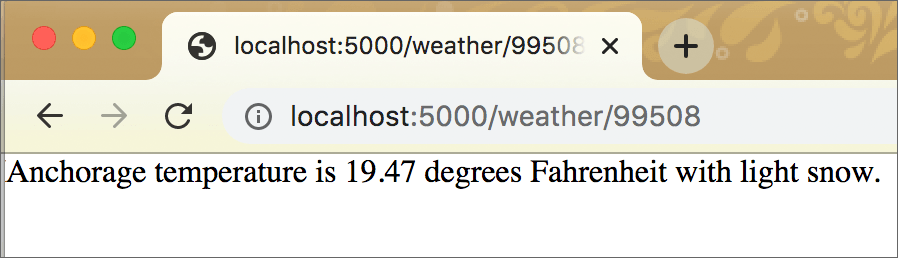 localhost:5000/weather/99508
localhost:5000/weather/99508
Anchorage temperature is 19.47 degrees Fahrenheit with light snow.